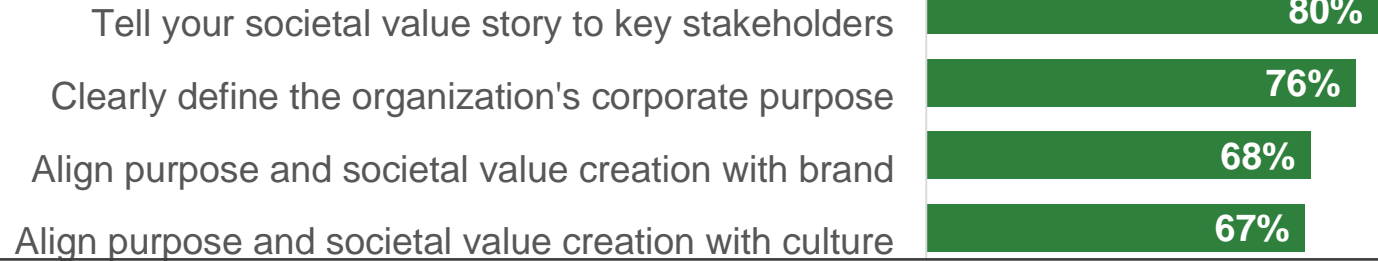 Tell your societal value story to key stakeholders 80%
Clearly define the organization's corporate purpose 76%
Align purpose and societal value creation with brand 68%
Align purpose and societal value creation with culture 67%